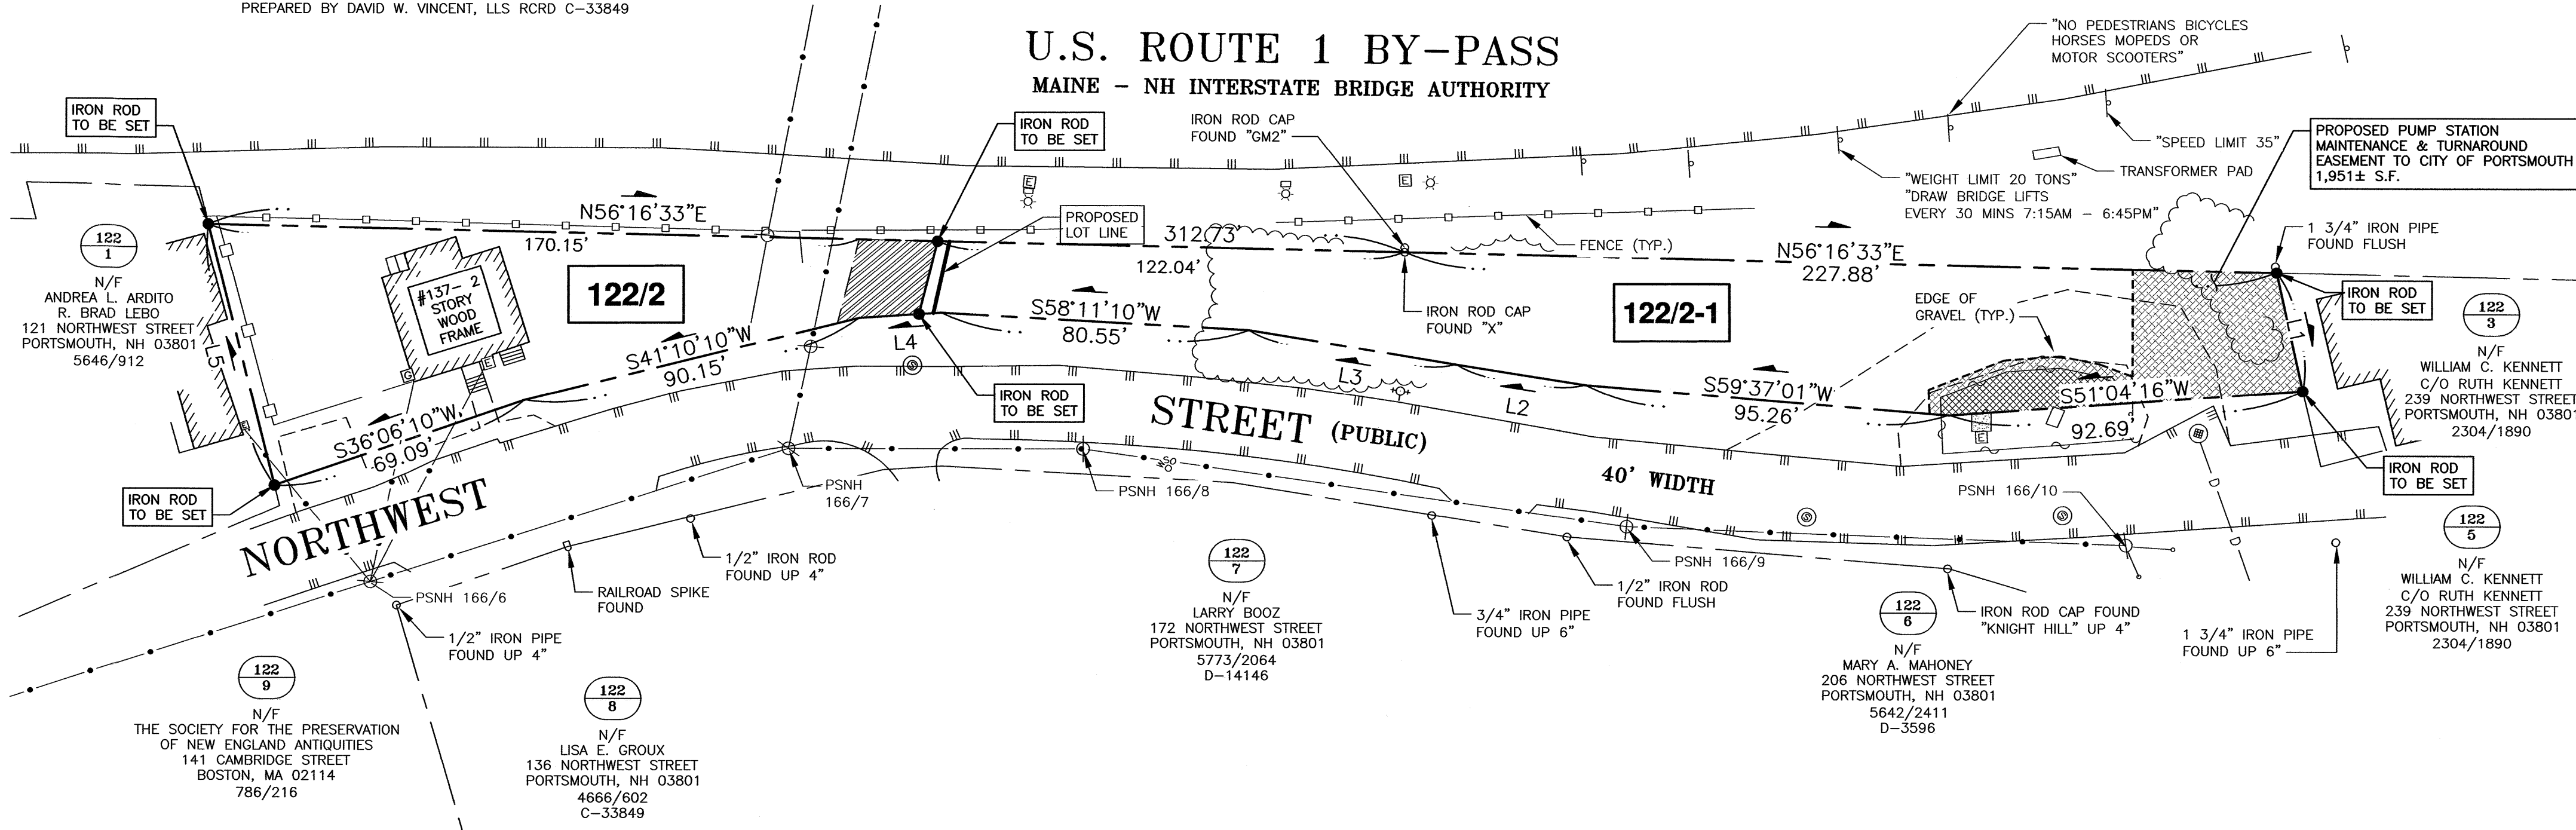 PREPARED BY DAVID W. VINCENT, LLS RCRD C-33849
U.S. ROUTE 1 BY-PASS
MAINE - NH INTERSTATE BRIDGE AUTHORITY
"NO PEDESTRIANS BICYCLES
HORSES MOPEDS OR
MOTOR SCOOTERS"
IRON ROD
TO BE SET
IRON ROD
TO BE SET
IRON ROD CAP
FOUND "GM2"
"SPEED LIMIT 35"
TRANSFORMER PAD
"WEIGHT LIMIT 20 TONS"
"DRAW BRIDGE LIFTS
EVERY 30 MINS 7:15AM - 6:45PM"
PROPOSED PUMP STATION
MAINTENANCE & TURNAROUND
EASEMENT TO CITY OF PORTSMOUTH
1,951± S.F.
E
E
N56°16'33"E
170.15'
PROPOSED
LOT LINE
312.73'
122.04'
FENCE (TYP.)
N56°16'33"E
227.88'
1 3/4" IRON PIPE
FOUND FLUSH
IRON ROD
TO BE SET
122
1
N/F
ANDREA L. ARDITO
R. BRAD LEBO
121 NORTHWEST STREET
PORTSMOUTH, NH 03801
5646/912
L5
#137- 2
STORY
WOOD
FRAME
G
E
122/2
S58°11'10"W
80.55'
IRON ROD CAP
FOUND "X"
122/2-1
EDGE OF
GRAVEL (TYP.)
L1
122
3
N/F
WILLIAM C. KENNETT
C/O RUTH KENNETT
239 NORTHWEST STREET
PORTSMOUTH, NH 03801
2304/1890
S41°10'10"W
90.15'
L4
S
L3
L2
S36°06'10"W
69.09'
IRON ROD
TO BE SET
S59°37'01"W
95.26'
S51°04'16"W
92.69'
E
IRON ROD
TO BE SET
IRON ROD
TO BE SET
NORTHWEST
STREET (PUBLIC)
40' WIDTH
PSNH 166/6
PSNH
166/7
PSNH 166/8
WSO
PSNH 166/9
PSNH 166/10
S
S
D
D
1/2" IRON PIPE
FOUND UP 4"
RAILROAD SPIKE
FOUND
1/2" IRON ROD
FOUND UP 4"
3/4" IRON PIPE
FOUND UP 6"
1/2" IRON ROD
FOUND FLUSH
IRON ROD CAP FOUND
"KNIGHT HILL" UP 4"
1 3/4" IRON PIPE
FOUND UP 6"
122
9
N/F
THE SOCIETY FOR THE PRESERVATION
OF NEW ENGLAND ANTIQUITIES
141 CAMBRIDGE STREET
BOSTON, MA 02114
786/216
122
8
N/F
LISA E. GROUX
136 NORTHWEST STREET
PORTSMOUTH, NH 03801
4666/602
C-33849
122
7
N/F
LARRY BOOZ
172 NORTHWEST STREET
PORTSMOUTH, NH 03801
5773/2064
D-14146
122
6
N/F
MARY A. MAHONEY
206 NORTHWEST STREET
PORTSMOUTH, NH 03801
5642/2411
D-3596
122
5
N/F
WILLIAM C. KENNETT
C/O RUTH KENNETT
239 NORTHWEST STREET
PORTSMOUTH, NH 03801
2304/1890